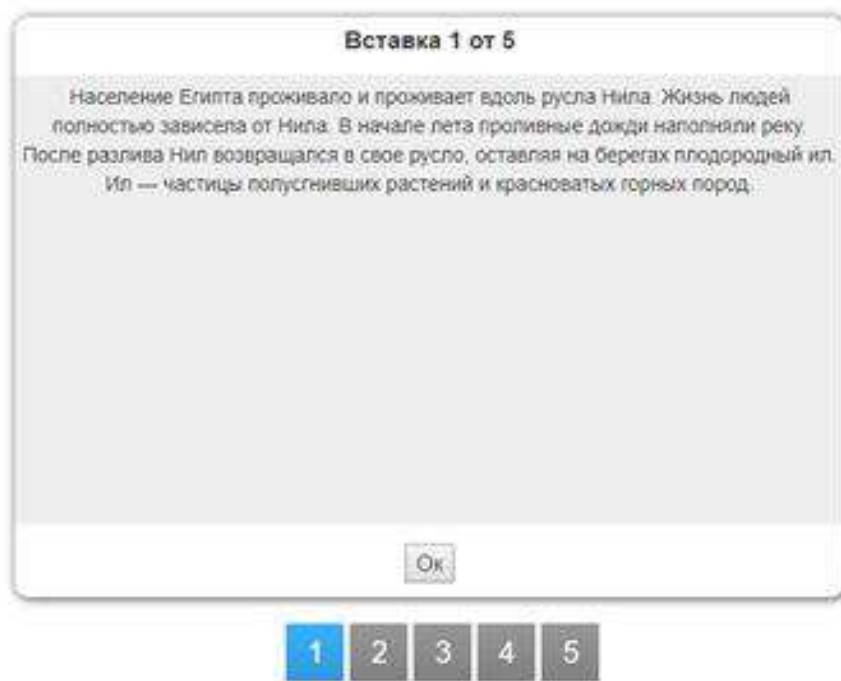 Вставка 1 от 5
Население Египта проживало и проживает вдоль русла Нила. Жизнь людей
полностью зависела от Нила. В начале лета проливные дожди наполняли реку.
После разлива Нил возвращался в свое русло, оставляя на берегах плодородный ил.
Ил — частицы полусгнивших растений и красноватых горных пород.
Ок
1 2 3 4 5